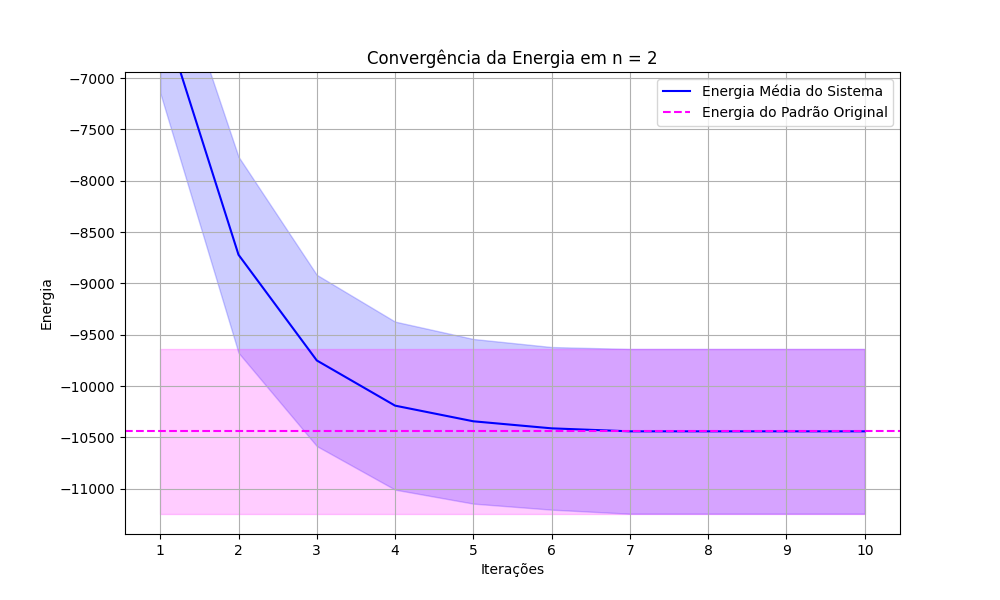 Convergência da Energia em n = 2
Energia Média do Sistema
Energia do Padrão Original
Energia
−7000
−7500
−8000
−8500
−9000
−9500
−10000
−10500
−11000
1 2 3 4 5 6 7 8 9 10
Iterações